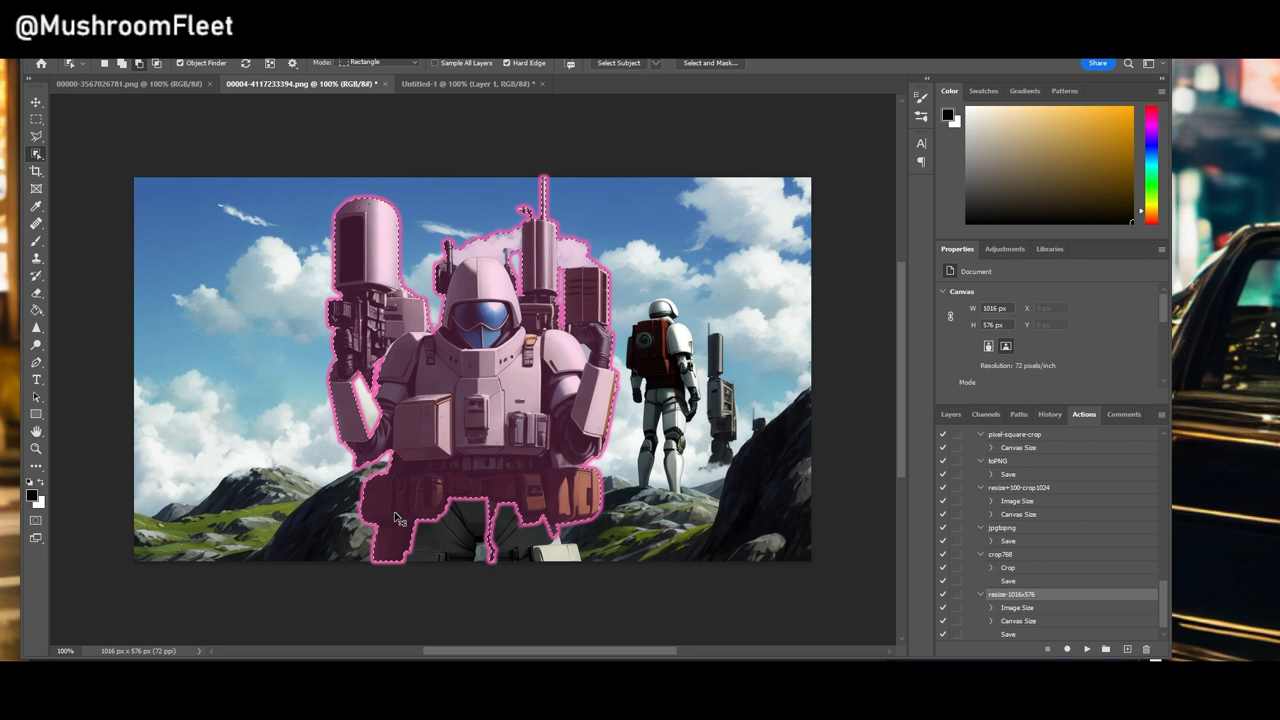 @MushroomFleet
Object Finder
Mode: Rectangle
Sample All Layers
Hard Edge
Select Subject
Select and Mask...
Share
00000-3567026781.png @ 100% (RGB/8#) ×
00004-4117233394.png @ 100% (RGB/8#) * ×
Untitled-1 @ 100% (Layer 1, RGB/8#) * ×
Color Swatches Gradients Patterns
Properties Adjustments Libraries
Document
Canvas
W 1016 px X 0 px
H 576 px Y 0 px
Resolution: 72 pixels/inch
Mode
Layers Channels Paths History Actions Comments
pixel-square-crop
Canvas Size
toPNG
Save
resize+100-crop1024
Image Size
Canvas Size
jpgtopng
Save
crop768
Crop
Save
resize-1016x576
Image Size
Canvas Size
Save
100% 1016 px x 576 px (72 ppi)